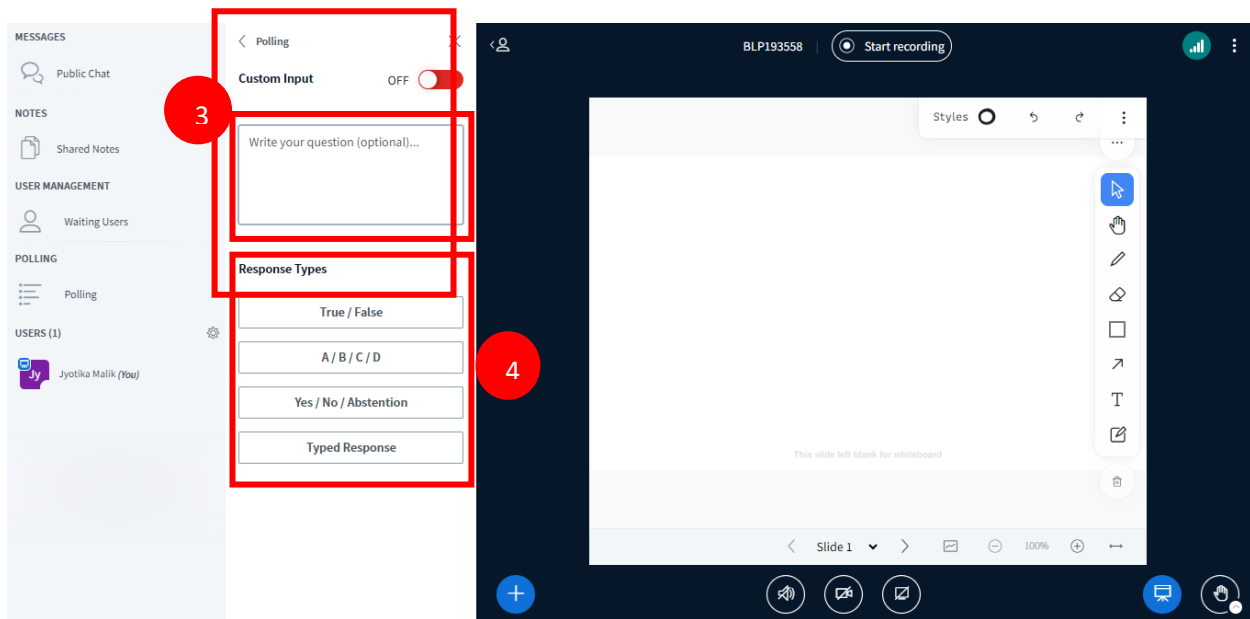 MESSAGES
Public Chat
NOTES
Shared Notes
USER MANAGEMENT
Waiting Users
POLLING
Polling
USERS (1)
Jy
Jyotika Malik (You)
Polling
Custom Input
OFF
3
Write your question (optional)...
Response Types
True / False
A / B / C / D
Yes / No / Abstention
Typed Response
4
BLP193558
Start recording
Styles
T
This slide left blank for whiteboard
Slide 1
100%